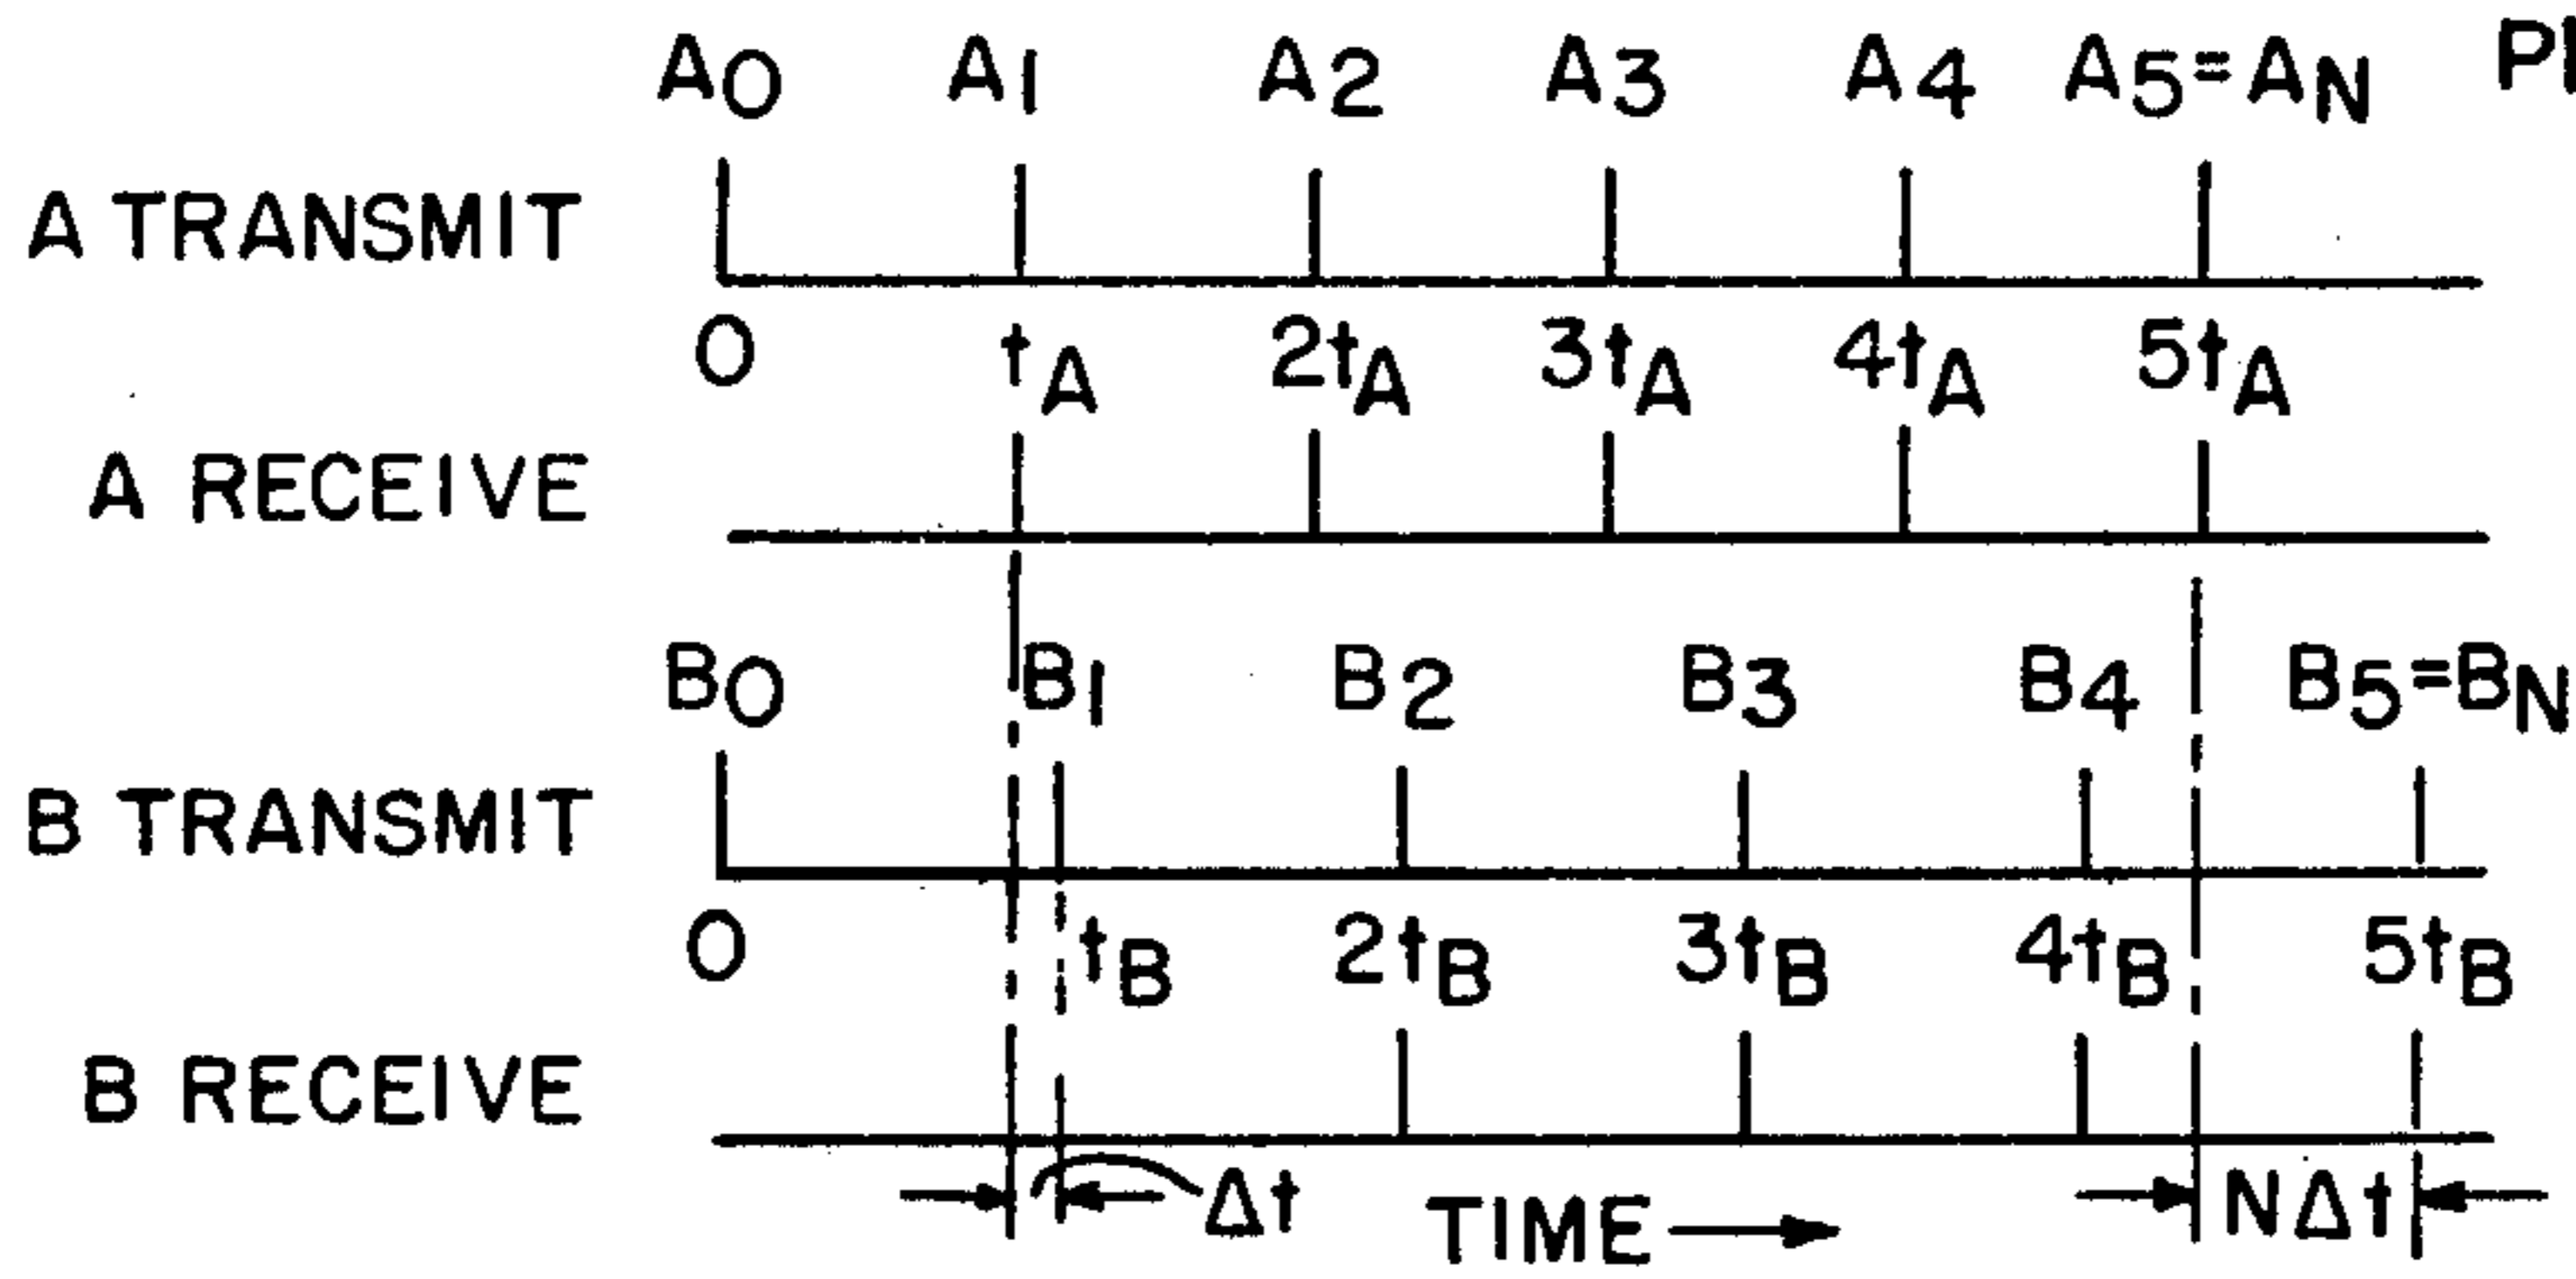 A0 A1 A2 A3 A4 A5=AN
A TRANSMIT
0 tA 2tA 3tA 4tA 5tA
A RECEIVE
B0 B1 B2 B3 B4 B5=BN
B TRANSMIT
0 tB 2tB 3tB 4tB 5tB
B RECEIVE
Δt TIME NΔt